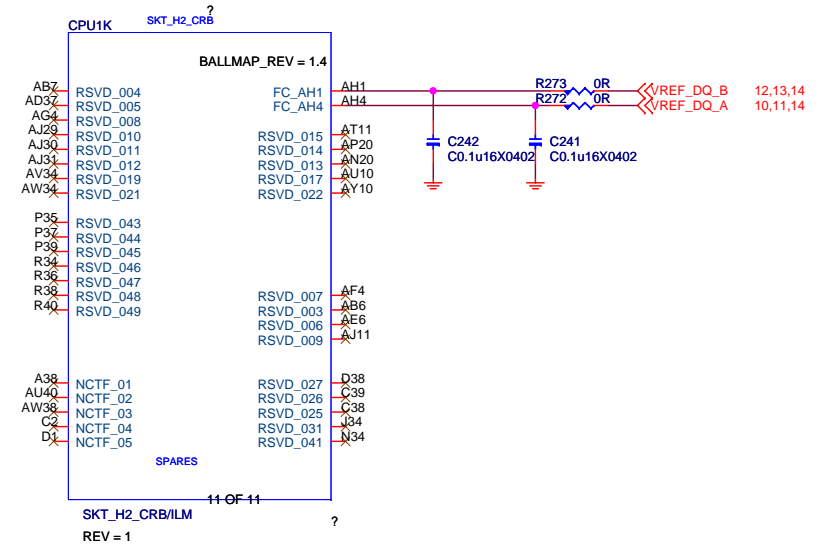 ?
CPU1K
SKT_H2_CRB
BALLMAP_REV = 1.4
AB7 RSVD_004 FC_AH1 AH1 R273 0R VREF_DQ_B 12,13,14
AD37 RSVD_005 FC_AH4 AH4 R272 0R VREF_DQ_A 10,11,14
AG4 RSVD_008
AJ29 RSVD_010 RSVD_015 AT11
AJ30 RSVD_011 RSVD_014 AP20 C242 C241
AJ31 RSVD_012 RSVD_013 AN20 C0.1u16X0402 C0.1u16X0402
AV34 RSVD_019 RSVD_017 AU10
AW34 RSVD_021 RSVD_022 AY10
P35 RSVD_043
P37 RSVD_044
P39 RSVD_045
R34 RSVD_046
R36 RSVD_047
R38 RSVD_048 RSVD_007 AF4
R40 RSVD_049 RSVD_003 AB6
RSVD_006 AE6
RSVD_009 AJ11
A38 NCTF_01 RSVD_027 D38
AU40 NCTF_02 RSVD_026 C39
AW38 NCTF_03 RSVD_025 C38
C2 NCTF_04 RSVD_031 J34
D1 NCTF_05 RSVD_041 N34
SPARES
11 OF 11
SKT_H2_CRB/ILM
?
REV = 1